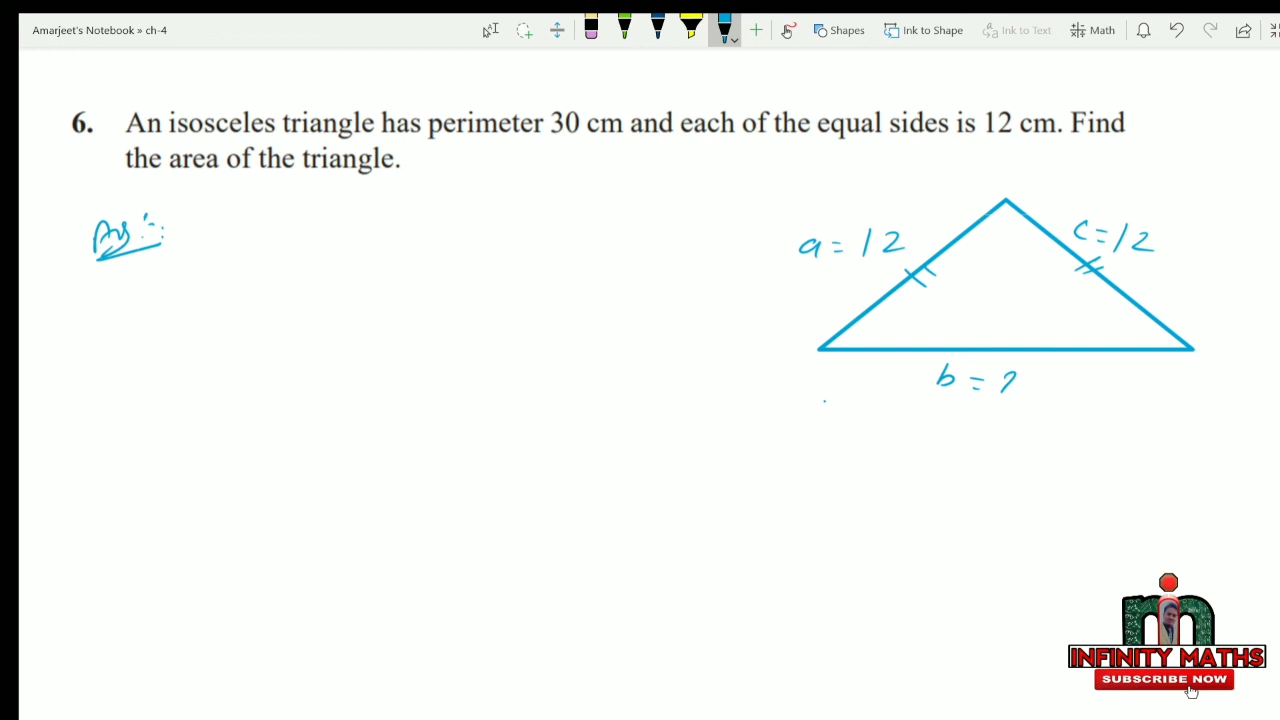 Amarjeet's Notebook » ch-4
Shapes
Ink to Shape
Ink to Text
Math
6. An isosceles triangle has perimeter 30 cm and each of the equal sides is 12 cm. Find
the area of the triangle.
Ans :-
a = 12
c = 12
b = ?
INFINITY MATHS
SUBSCRIBE NOW